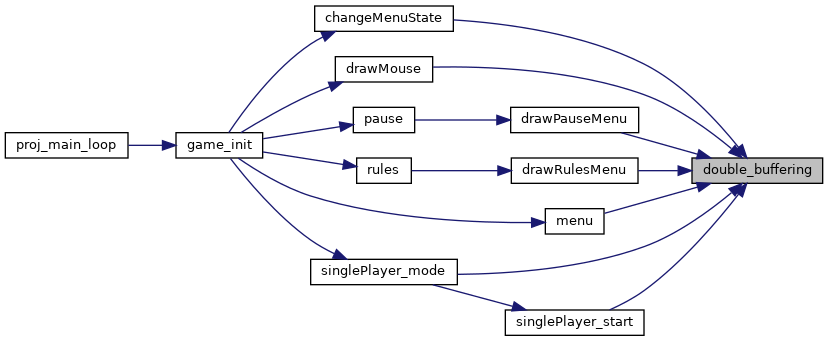 changeMenuState
drawMouse
pause
drawPauseMenu
proj_main_loop
game_init
rules
drawRulesMenu
double_buffering
menu
singlePlayer_mode
singlePlayer_start